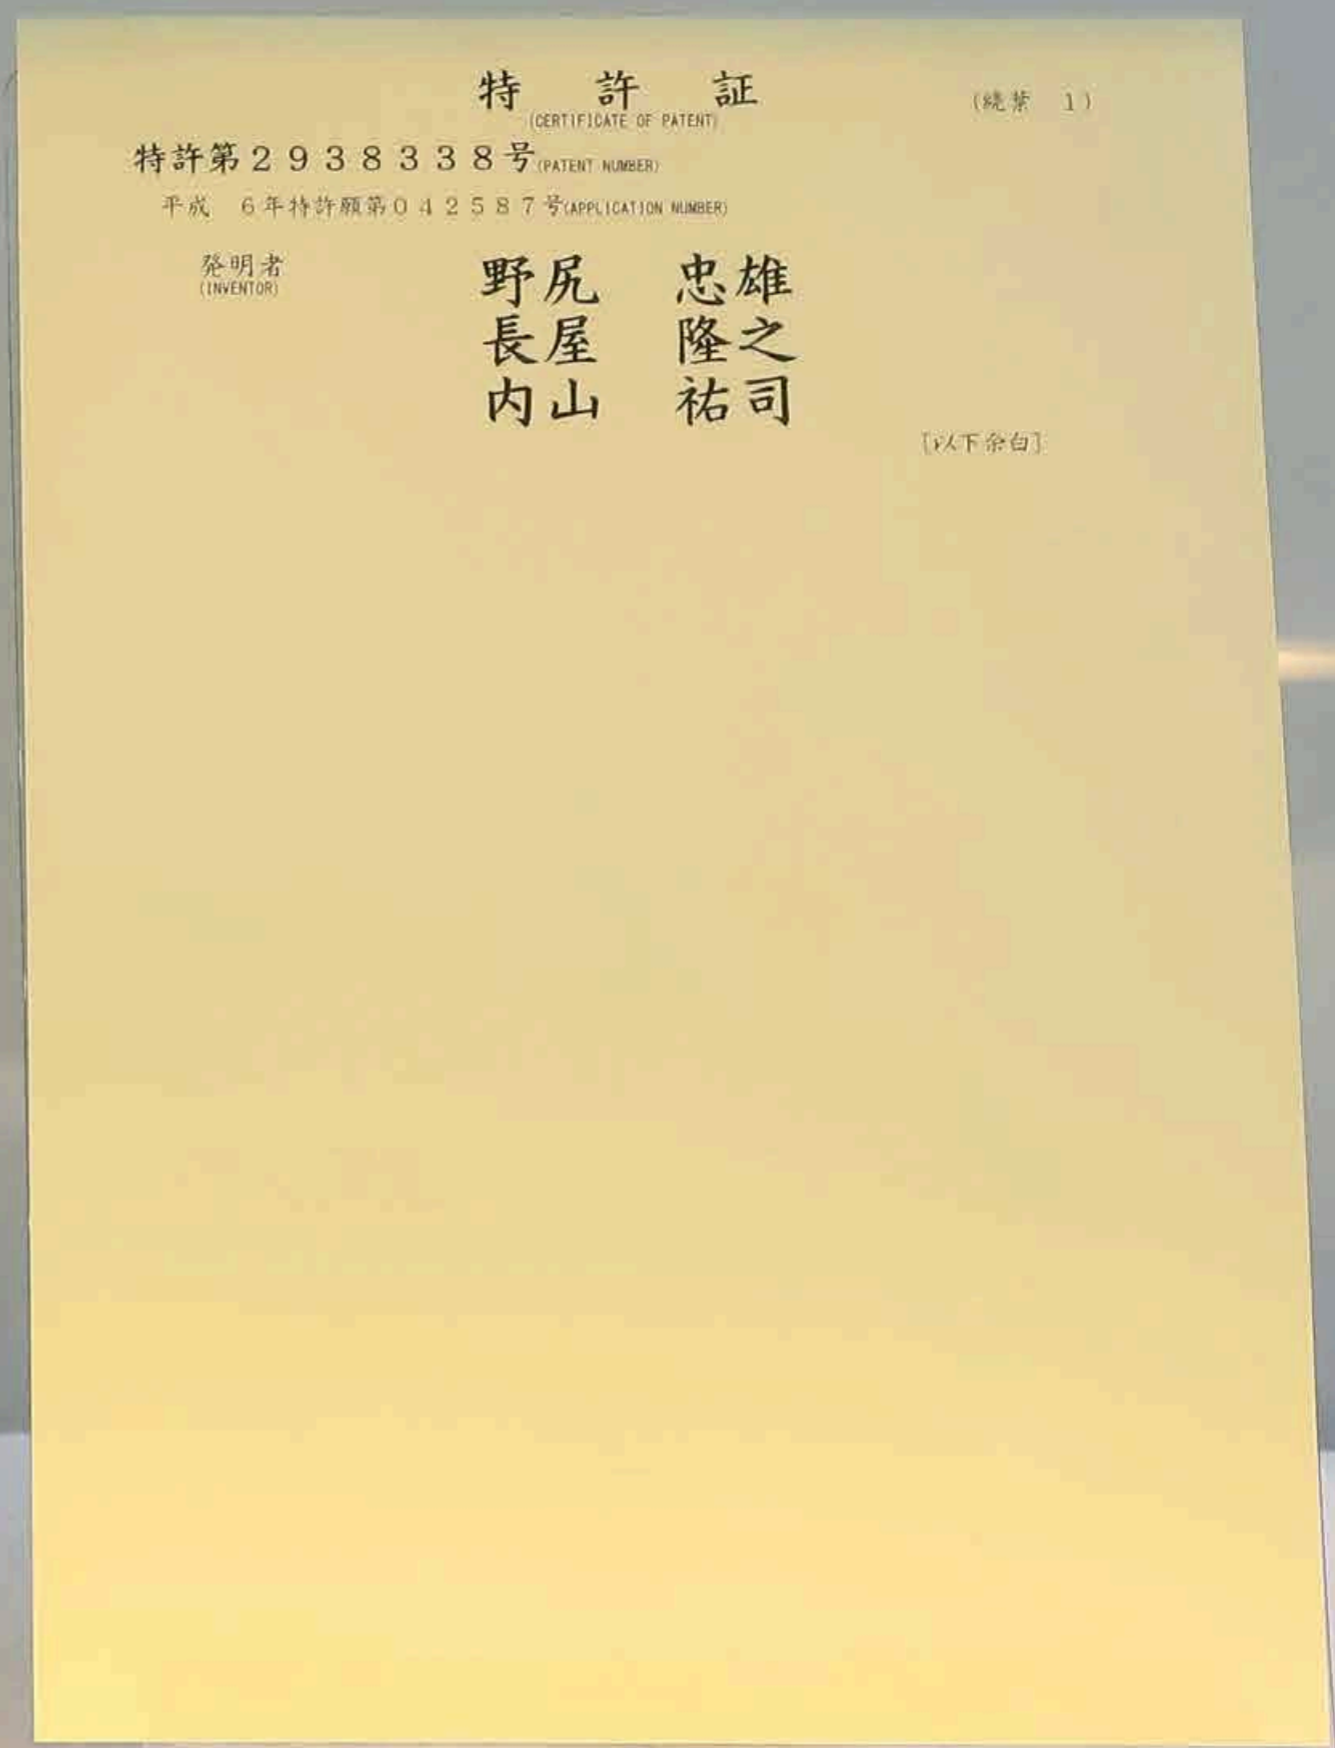 特許証
(CERTIFICATE OF PATENT)
(続葉 1)
特許第2938338号(PATENT NUMBER)
平成 6年特許願第042587号(APPLICATION NUMBER)
発明者
(INVENTOR)
野尻 忠雄
長屋 隆之
内山 祐司
[以下余白]